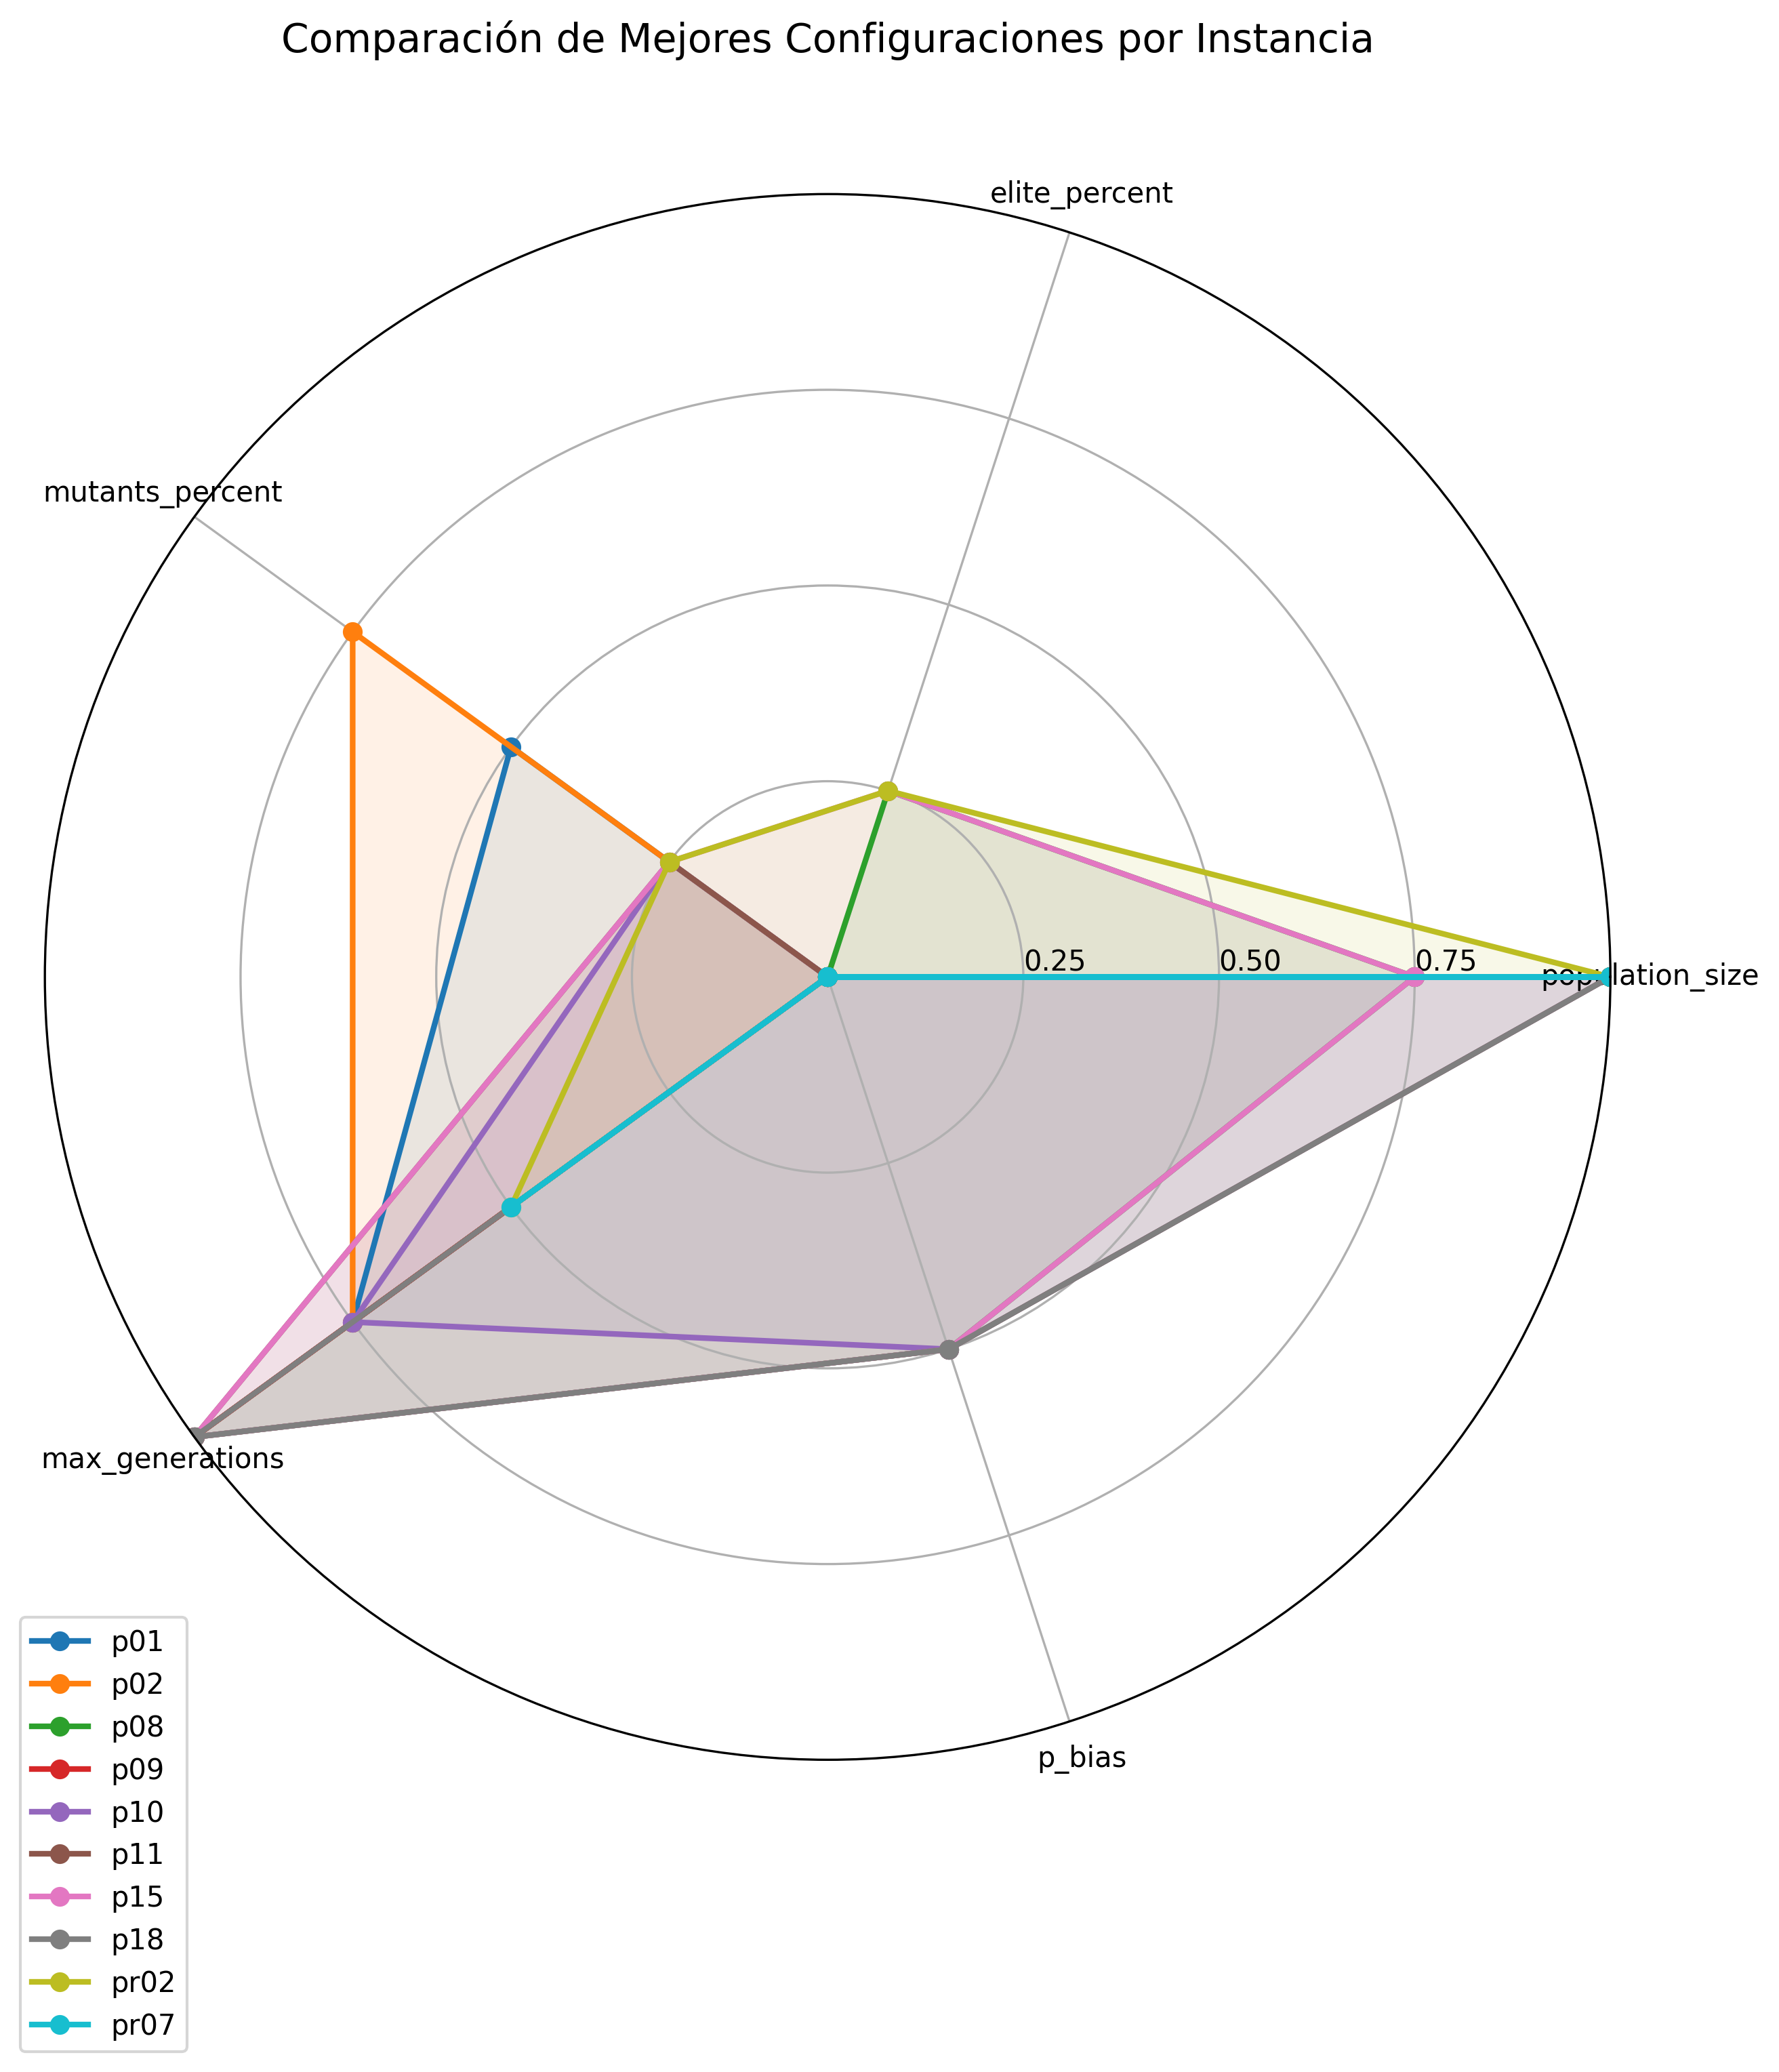 Comparación de Mejores Configuraciones por Instancia
elite_percent
mutants_percent
0.25
0.50
0.75
population_size
max_generations
p_bias
p01
p02
p08
p09
p10
p11
p15
p18
pr02
pr07